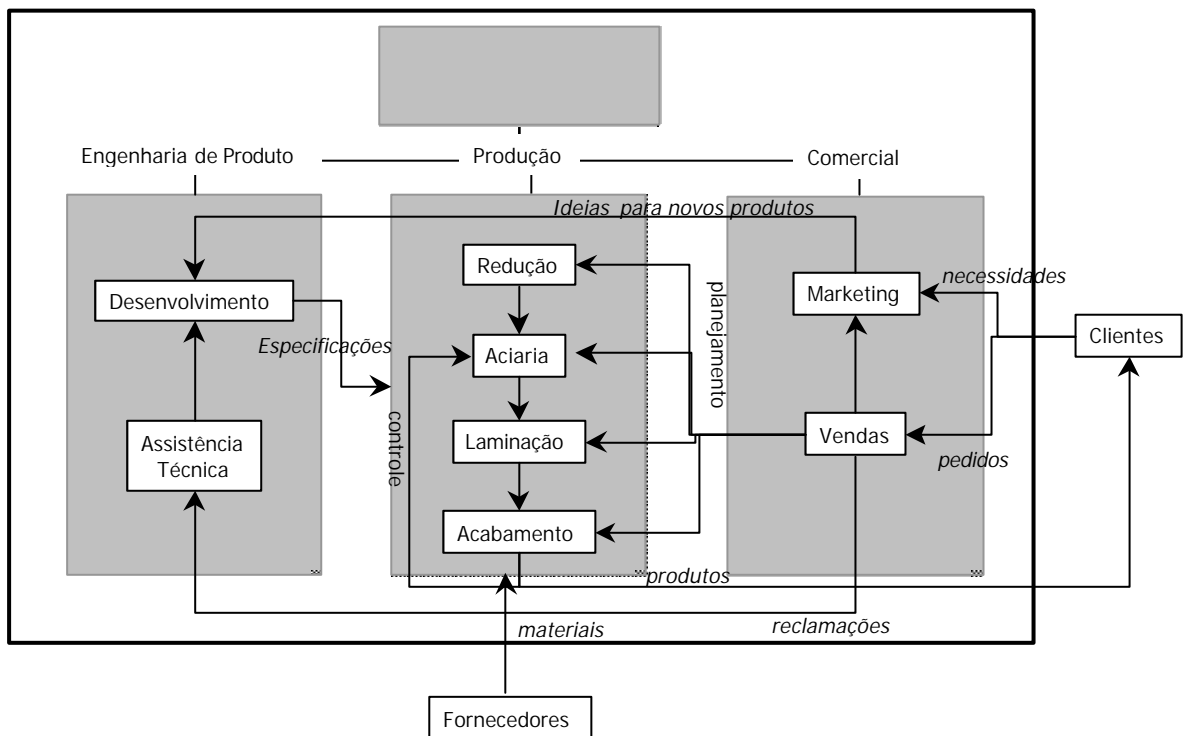 Engenharia de Produto
Produção
Comercial
Ideias para novos produtos
Redução
necessidades
Desenvolvimento
Marketing
planejamento
Especificações
Aciaria
Clientes
controle
Assistência
Técnica
Laminação
Vendas
pedidos
Acabamento
produtos
materiais
reclamações
Fornecedores